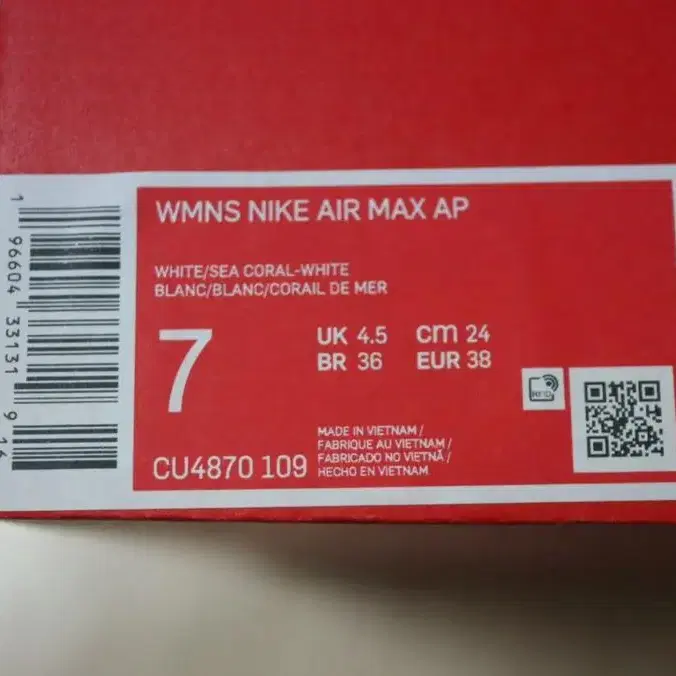 WMNS NIKE AIR MAX AP
WHITE/SEA CORAL-WHITE
BLANC/BLANC/CORAIL DE MER
7
UK 4.5 cm 24
BR 36 EUR 38
RFID
MADE IN VIETNAM /
FABRIQUE AU VIETNAM /
FABRICADO NO VIETNÃ /
HECHO EN VIETNAM
CU4870 109
1 96604 33131 9 14